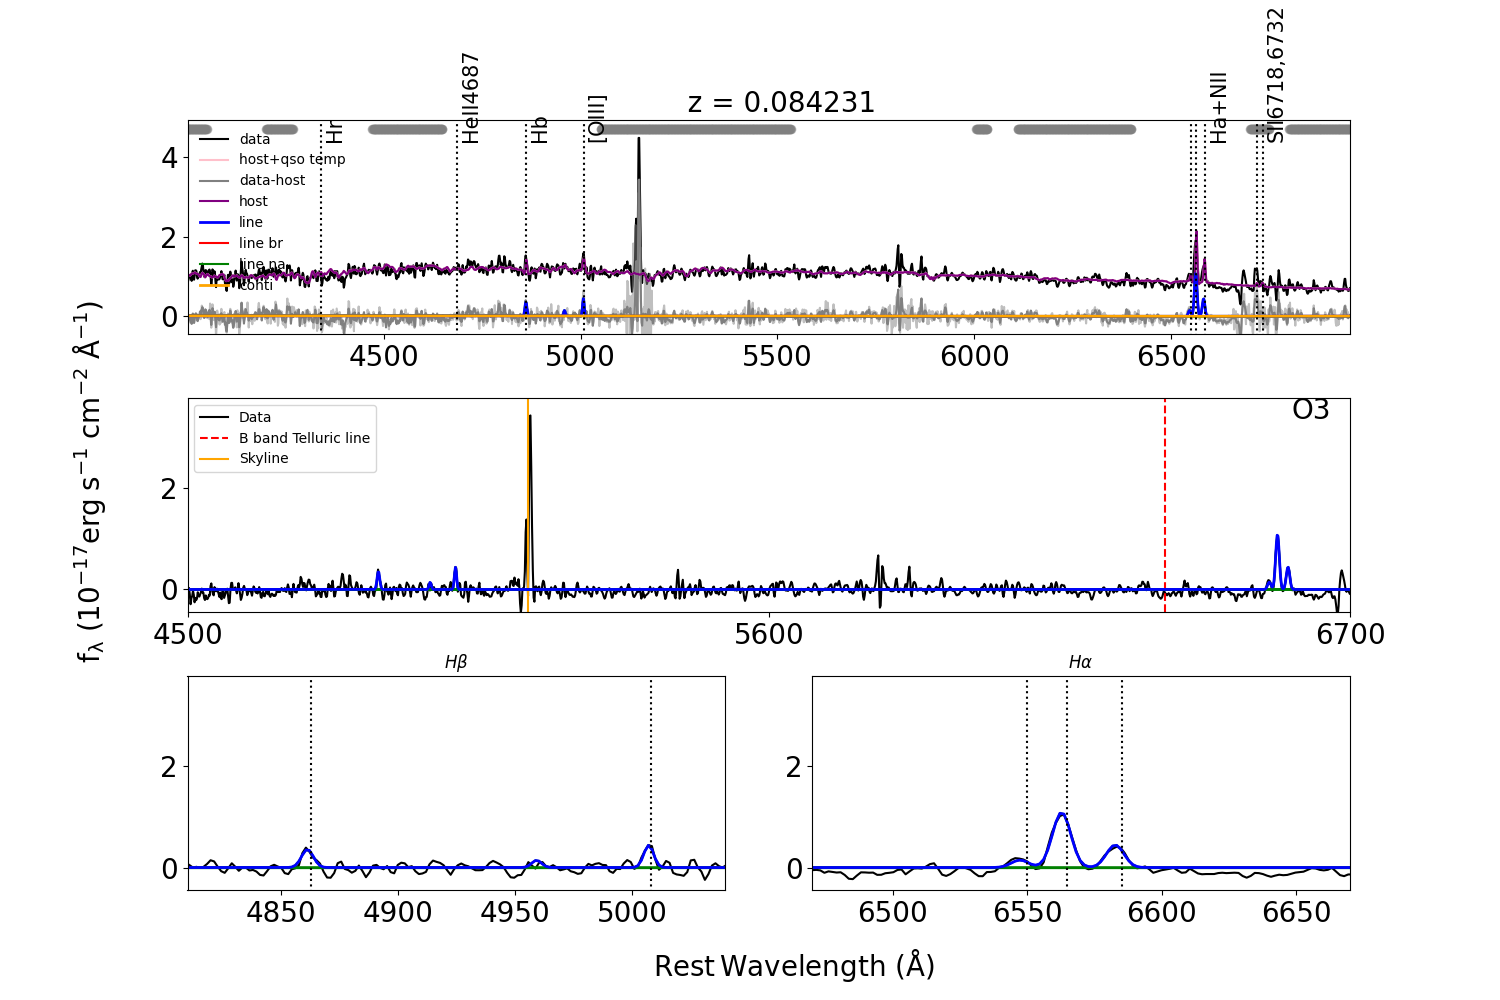 z = 0.084231
Hr
HeII4687
Hb
[OIII]
Ha+NII
SII6718,6732
data
host+qso temp
data-host
host
line
line br
line na
conti
4
2
0
4500 5000 5500 6000 6500
O3
Data
B band Telluric line
Skyline
2
0
4500 5600 6700
fλ (10⁻¹⁷erg s⁻¹ cm⁻² Å⁻¹)
Hβ
2
0
4850 4900 4950 5000
Hα
2
0
6500 6550 6600 6650
Rest Wavelength (Å)